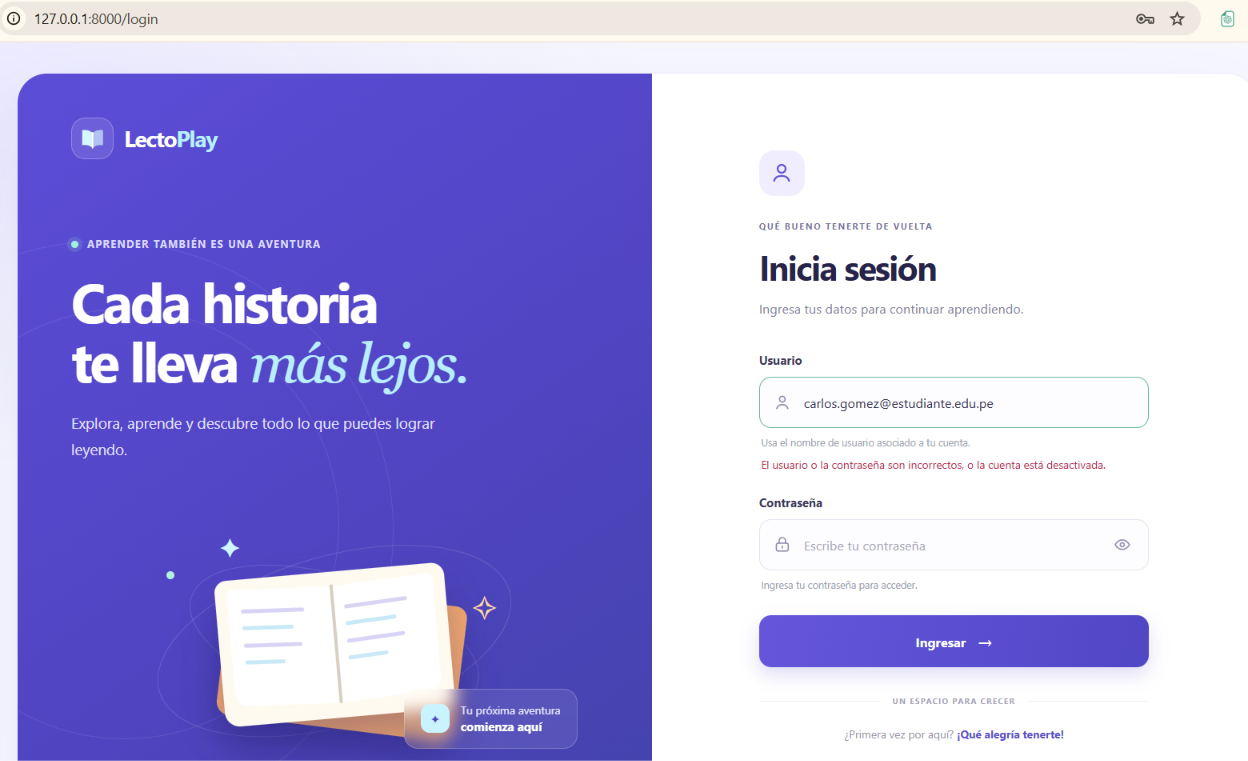 127.0.0.1:8000/login
LectoPlay
APRENDER TAMBIÉN ES UNA AVENTURA
Cada historia
te lleva más lejos.
Explora, aprende y descubre todo lo que puedes lograr
leyendo.
Tu próxima aventura
comienza aquí
QUÉ BUENO TENERTE DE VUELTA
Inicia sesión
Ingresa tus datos para continuar aprendiendo.
Usuario
carlos.gomez@estudiante.edu.pe
Usa el nombre de usuario asociado a tu cuenta.
El usuario o la contraseña son incorrectos, o la cuenta está desactivada.
Contraseña
Escribe tu contraseña
Ingresa tu contraseña para acceder.
Ingresar →
UN ESPACIO PARA CRECER
¿Primera vez por aquí? ¡Qué alegría tenerte!